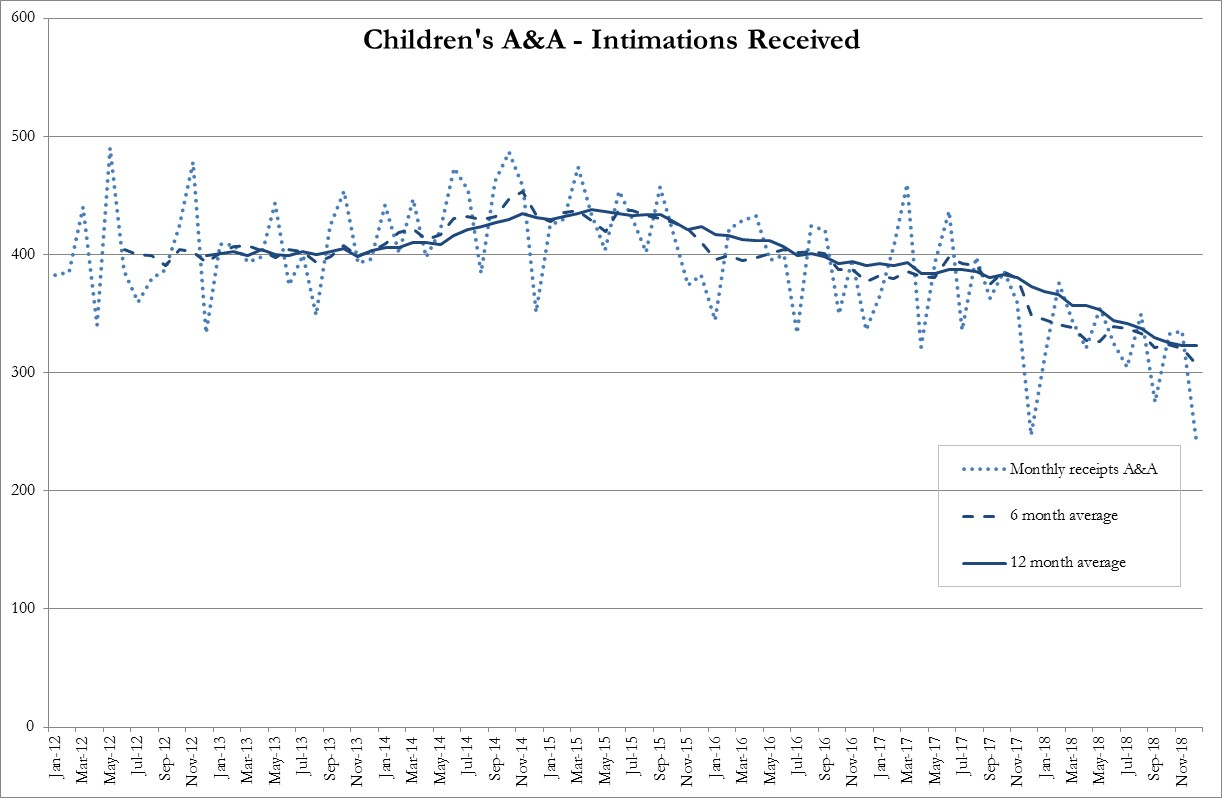 Children's A&A - Intimations Received
600
500
400
300
200
100
0
Monthly receipts A&A
6 month average
12 month average
Jan-12
Mar-12
May-12
Jul-12
Sep-12
Nov-12
Jan-13
Mar-13
May-13
Jul-13
Sep-13
Nov-13
Jan-14
Mar-14
May-14
Jul-14
Sep-14
Nov-14
Jan-15
Mar-15
May-15
Jul-15
Sep-15
Nov-15
Jan-16
Mar-16
May-16
Jul-16
Sep-16
Nov-16
Jan-17
Mar-17
May-17
Jul-17
Sep-17
Nov-17
Jan-18
Mar-18
May-18
Jul-18
Sep-18
Nov-18